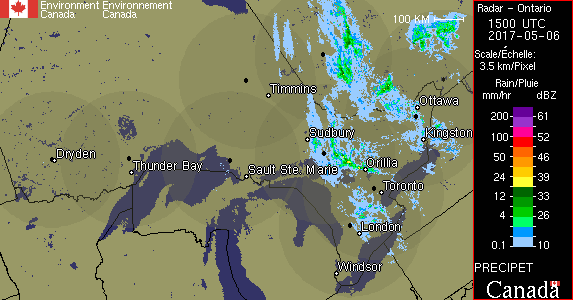 Environment Environnement
Canada Canada
100 KM
Timmins
Ottawa
Sudbury
Kingston
Dryden
Thunder Bay
Sault Ste. Marie
Orillia
Toronto
London
Windsor
Radar - Ontario
1500 UTC
2017-05-06
Scale/Échelle:
3.5 km/Pixel
Rain/Pluie
mm/hr dBZ
200 61
100 52
50 46
24 39
12 33
4 26
1 18
0.1 10
PRECIPET
Canada